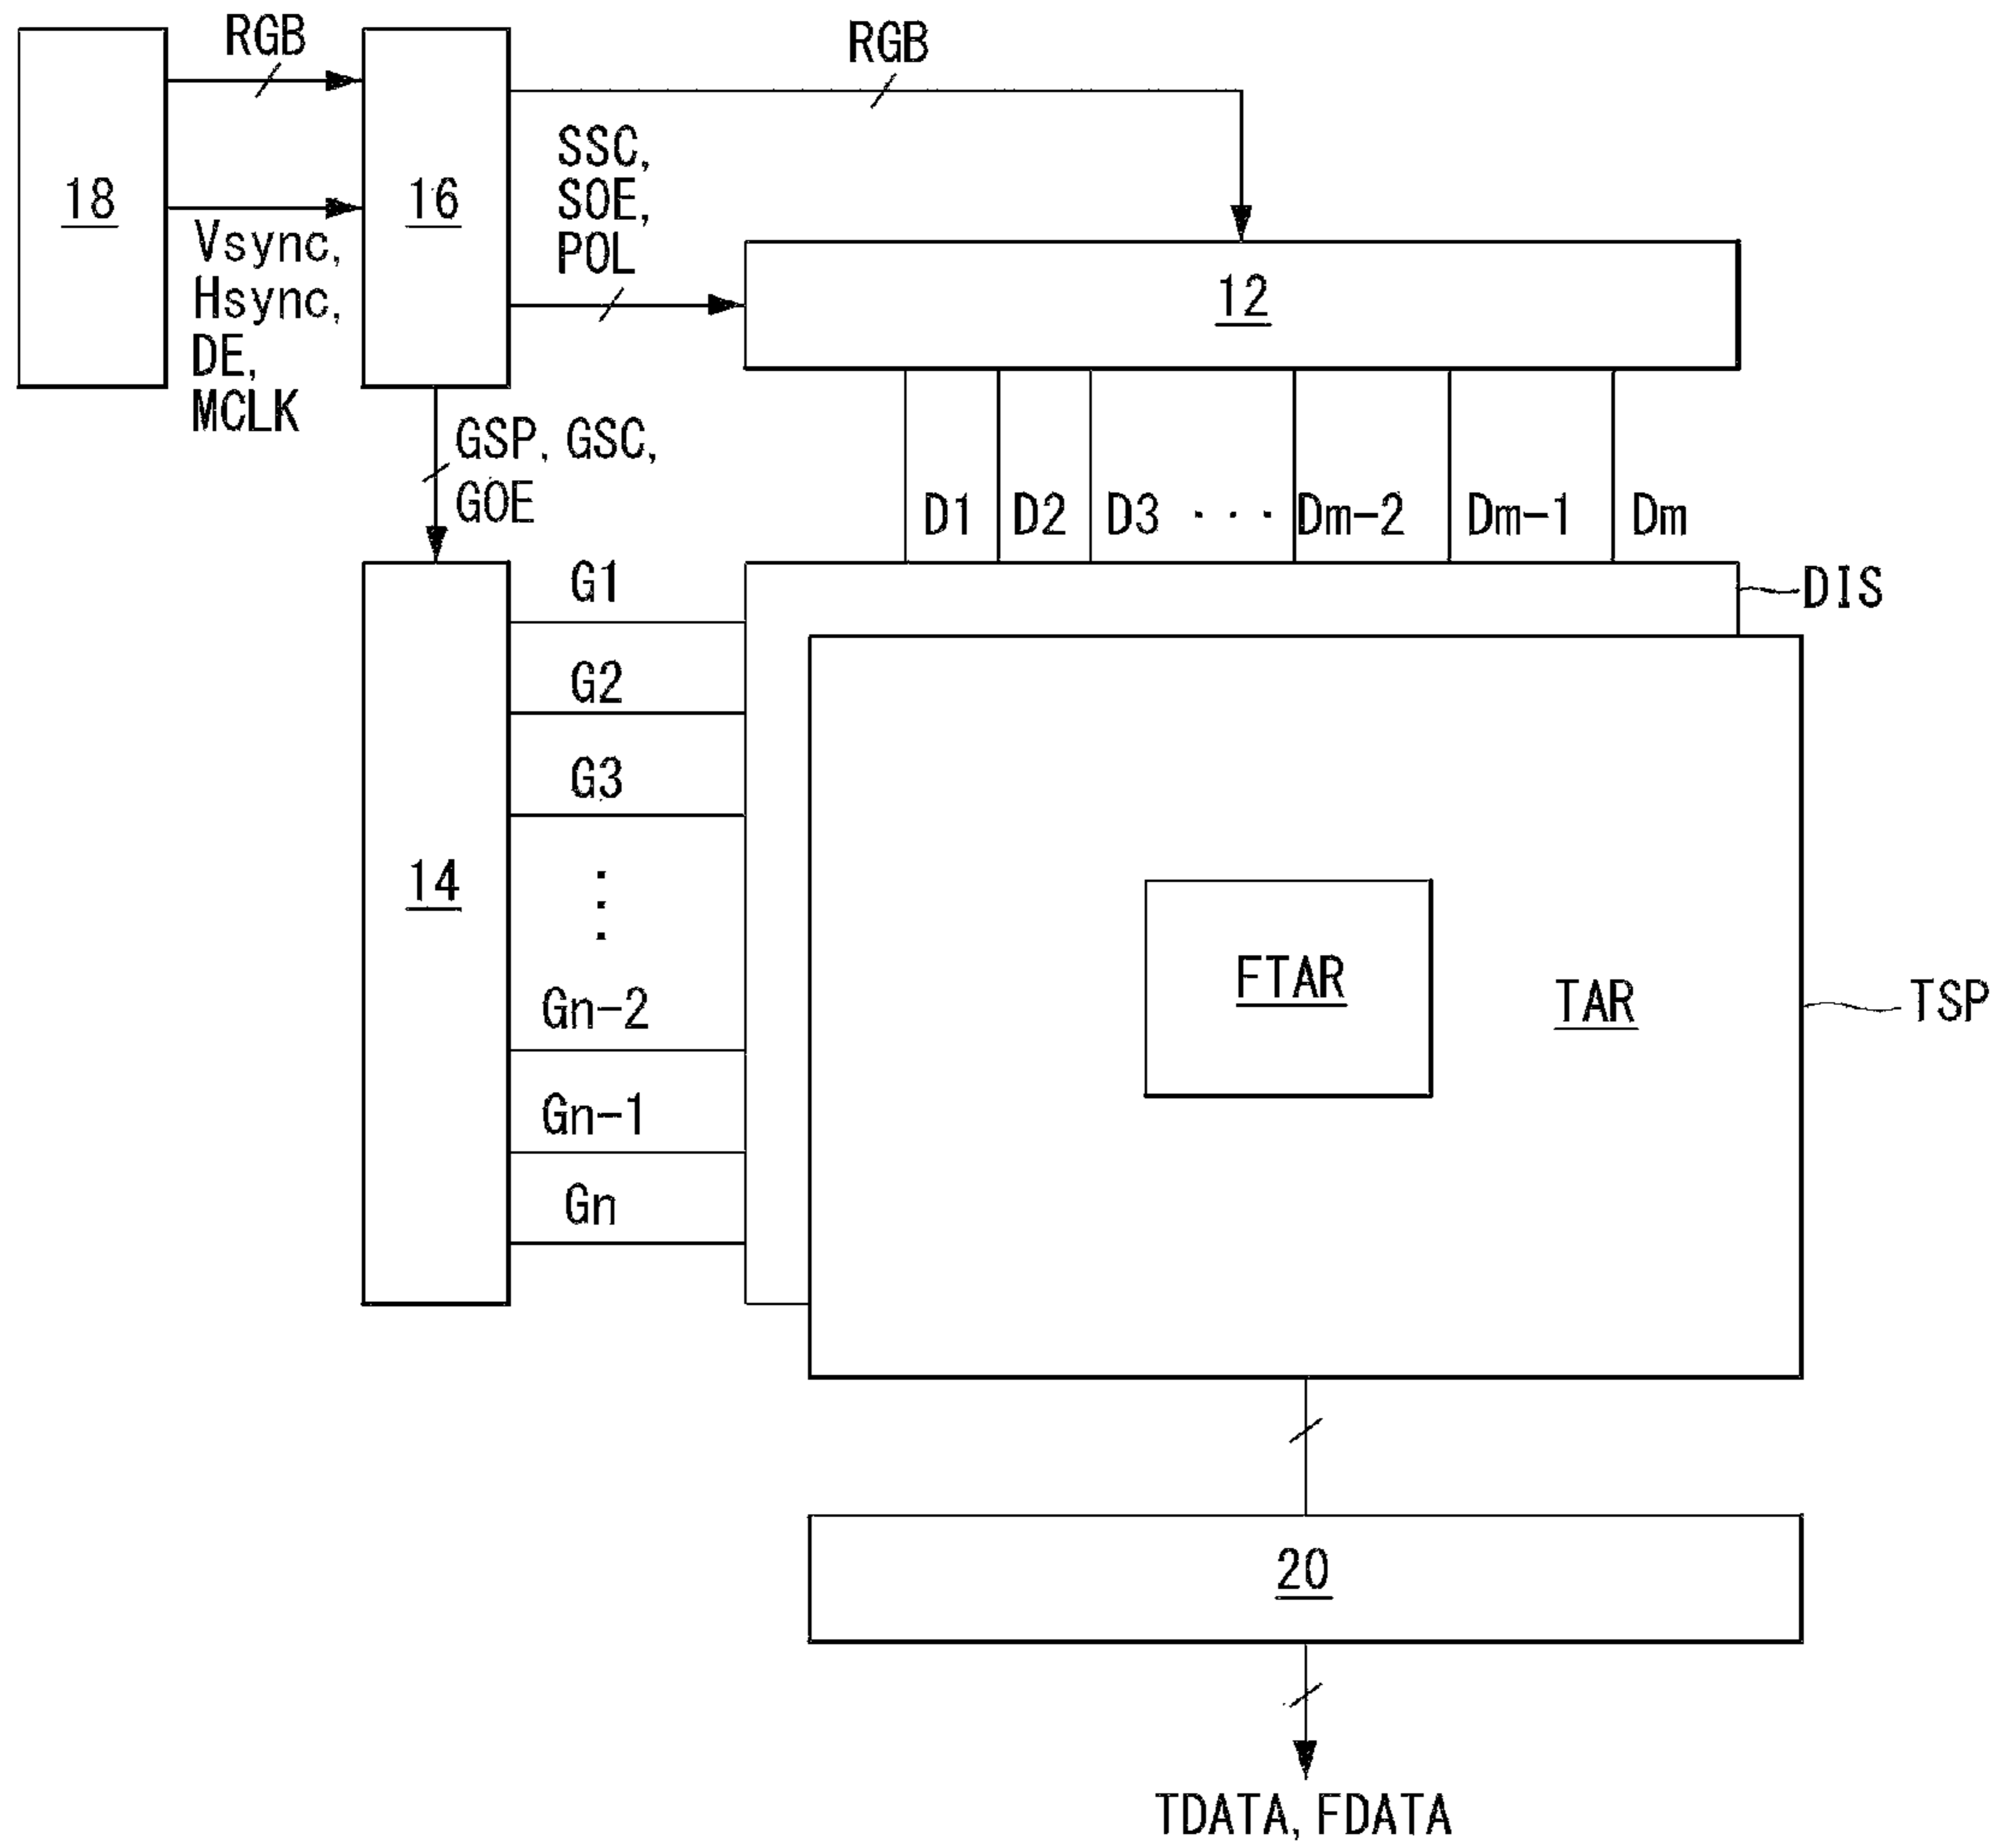 RGB
RGB
18
16
SSC,
SOE,
POL
Vsync,
Hsync,
DE,
MCLK
12
GSP, GSC,
GOE
D1 D2 D3 ... Dm-2 Dm-1 Dm
DIS
G1
G2
G3
14
Gn-2
Gn-1
Gn
FTAR
TAR
TSP
20
TDATA, FDATA